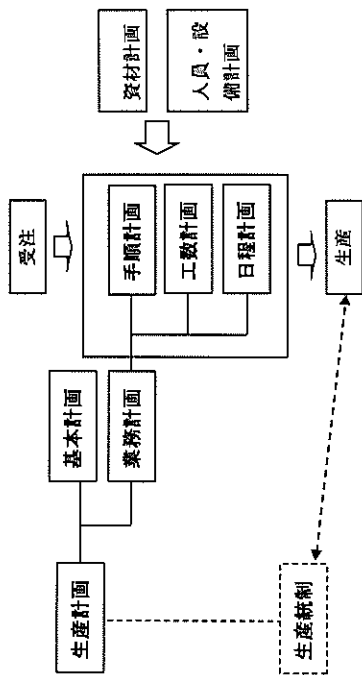 生産計画
基本計画
業務計画
受注
手順計画
工数計画
日程計画
資材計画
人員・設
備計画
生産
生産統制